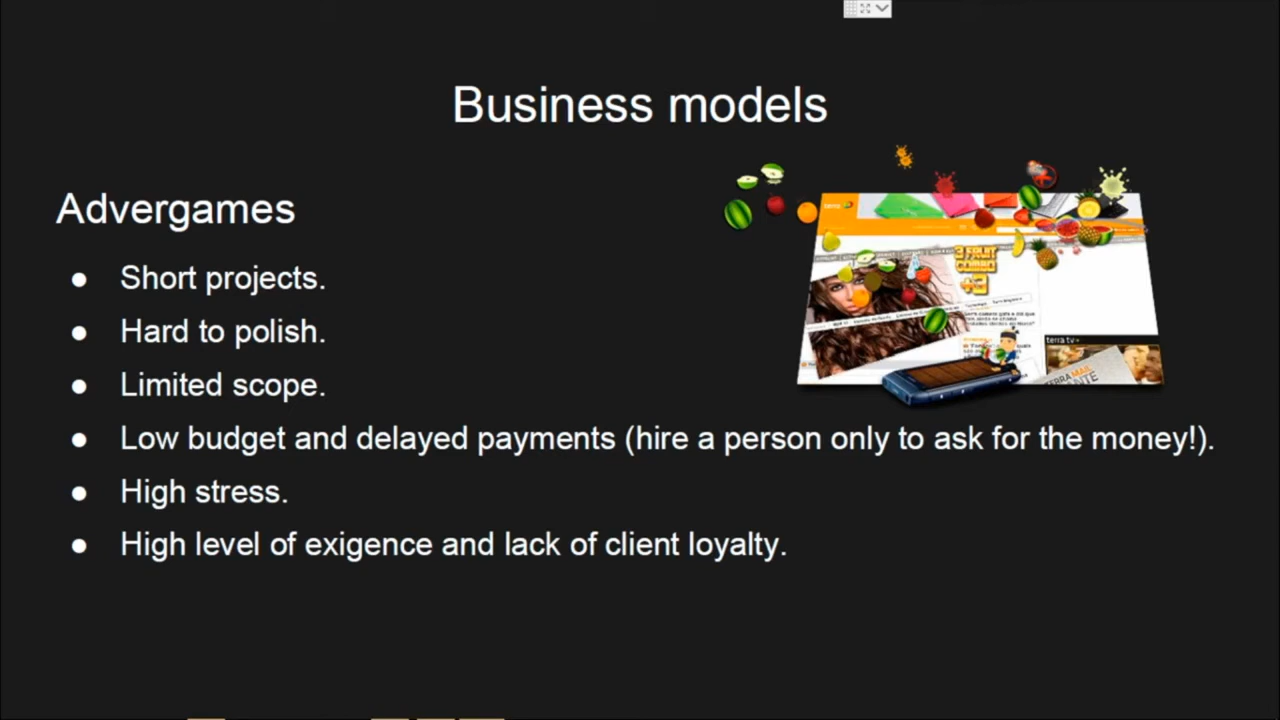 Business models
Advergames
● Short projects.
● Hard to polish.
● Limited scope.
● Low budget and delayed payments (hire a person only to ask for the money!).
● High stress.
● High level of exigence and lack of client loyalty.
terra
3 FRUIT
COMBO
+3
terra tv